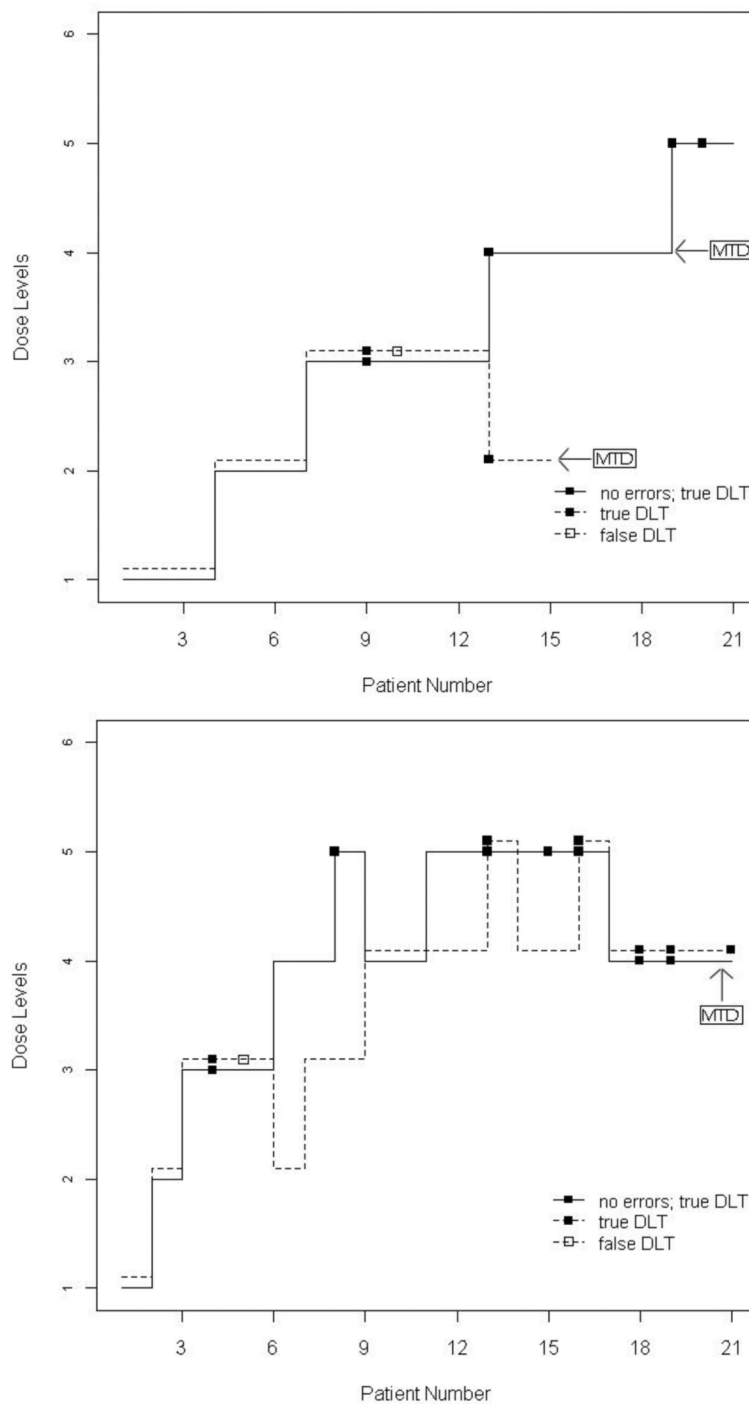 6
5
4
3
2
1
Dose Levels
MTD
MTD
no errors; true DLT
true DLT
false DLT
3 6 9 12 15 18 21
Patient Number
6
5
4
3
2
1
Dose Levels
MTD
no errors; true DLT
true DLT
false DLT
3 6 9 12 15 18 21
Patient Number